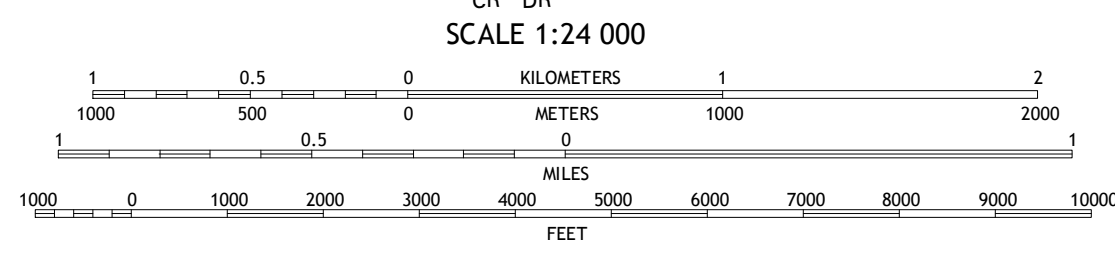 SCALE 1:24 000
1 0.5 0 KILOMETERS 1 2
1000 500 0 METERS 1000 2000
1 0.5 0 1
MILES
1000 0 1000 2000 3000 4000 5000 6000 7000 8000 9000 10000
FEET